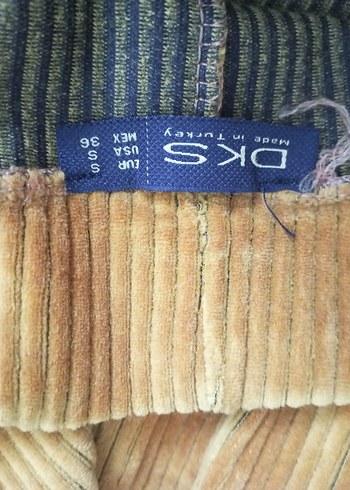 DKS
Made in Turkey
EUR S
USA S
MEX 36